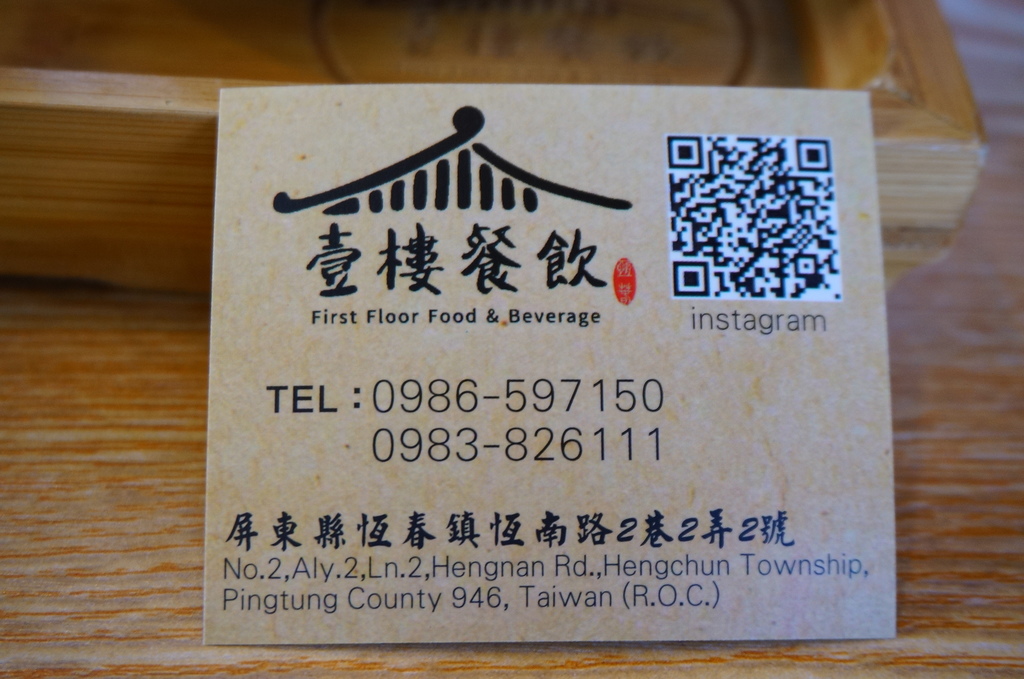 壹樓餐飲
First Floor Food & Beverage
instagram
TEL：0986-597150
0983-826111
屏東縣恆春鎮恆南路2巷2弄2號
No.2,Aly.2,Ln.2,Hengnan Rd.,Hengchun Township,
Pingtung County 946, Taiwan (R.O.C.)